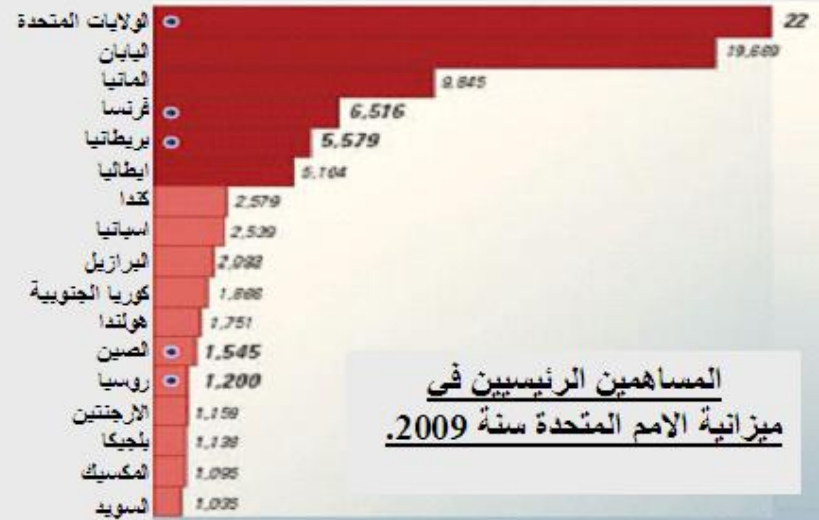 الولايات المتحدة 22
اليابان 19,669
المانيا 9,845
فرنسا 6,516
بريطانيا 5,579
ايطاليا 5,104
كندا 2,579
اسبانيا 2,539
البرازيل 2,093
كوريا الجنوبية 1,866
هولندا 1,751
الصين 1,545
روسيا 1,200
الارجنتين 1,159
بلجيكا 1,138
المكسيك 1,095
السويد 1,035
المساهمين الرئيسيين فى
ميزانية الامم المتحدة سنة 2009.